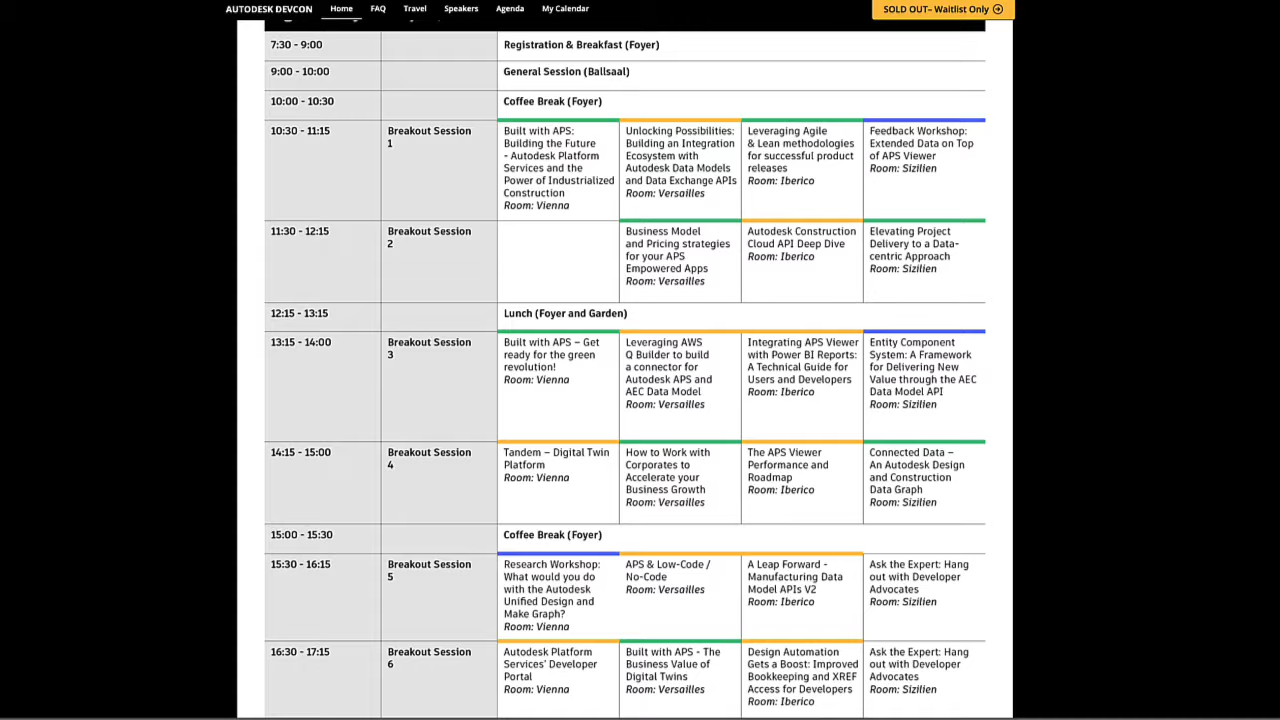 AUTODESK DEVCON Home FAQ Travel Speakers Agenda My Calendar SOLD OUT– Waitlist Only
7:30 - 9:00 Registration & Breakfast (Foyer)
9:00 - 10:00 General Session (Ballsaal)
10:00 - 10:30 Coffee Break (Foyer)
10:30 - 11:15
Breakout Session
1
Built with APS:
Building the Future
- Autodesk Platform
Services and the
Power of Industrialized
Construction
Room: Vienna
Unlocking Possibilities:
Building an Integration
Ecosystem with
Autodesk Data Models
and Data Exchange APIs
Room: Versailles
Leveraging Agile
& Lean methodologies
for successful product
releases
Room: Iberico
Feedback Workshop:
Extended Data on Top
of APS Viewer
Room: Sizilien
11:30 - 12:15
Breakout Session
2
Business Model
and Pricing strategies
for your APS
Empowered Apps
Room: Versailles
Autodesk Construction
Cloud API Deep Dive
Room: Iberico
Elevating Project
Delivery to a Data-
centric Approach
Room: Sizilien
12:15 - 13:15 Lunch (Foyer and Garden)
13:15 - 14:00
Breakout Session
3
Built with APS – Get
ready for the green
revolution!
Room: Vienna
Leveraging AWS
Q Builder to build
a connector for
Autodesk APS and
AEC Data Model
Room: Versailles
Integrating APS Viewer
with Power BI Reports:
A Technical Guide for
Users and Developers
Room: Iberico
Entity Component
System: A Framework
for Delivering New
Value through the AEC
Data Model API
Room: Sizilien
14:15 - 15:00
Breakout Session
4
Tandem – Digital Twin
Platform
Room: Vienna
How to Work with
Corporates to
Accelerate your
Business Growth
Room: Versailles
The APS Viewer
Performance and
Roadmap
Room: Iberico
Connected Data –
An Autodesk Design
and Construction
Data Graph
Room: Sizilien
15:00 - 15:30 Coffee Break (Foyer)
15:30 - 16:15
Breakout Session
5
Research Workshop:
What would you do
with the Autodesk
Unified Design and
Make Graph?
Room: Vienna
APS & Low-Code /
No-Code
Room: Versailles
A Leap Forward -
Manufacturing Data
Model APIs V2
Room: Iberico
Ask the Expert: Hang
out with Developer
Advocates
Room: Sizilien
16:30 - 17:15
Breakout Session
6
Autodesk Platform
Services' Developer
Portal
Room: Vienna
Built with APS - The
Business Value of
Digital Twins
Room: Versailles
Design Automation
Gets a Boost: Improved
Bookkeeping and XREF
Access for Developers
Room: Iberico
Ask the Expert: Hang
out with Developer
Advocates
Room: Sizilien